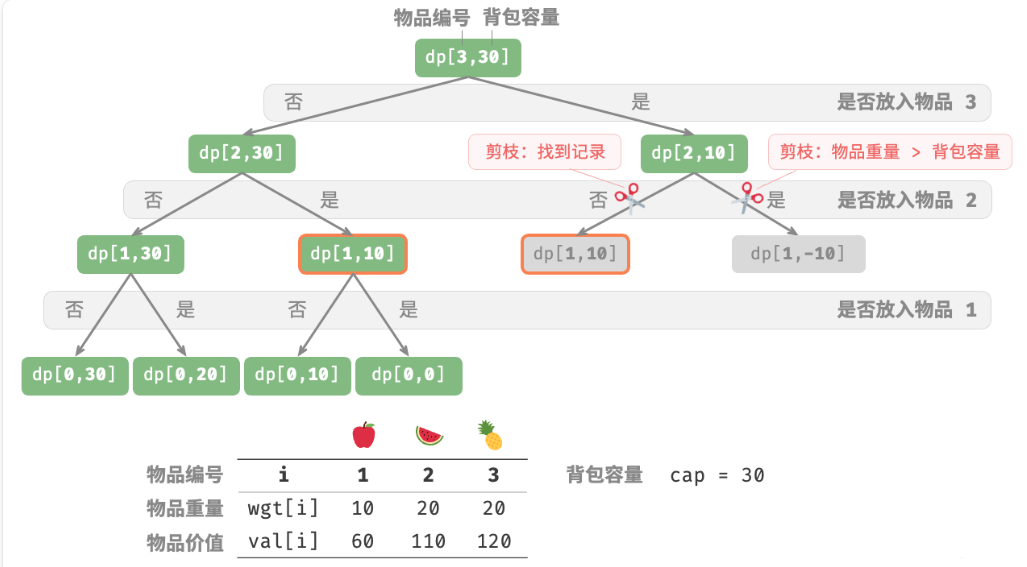 物品编号 背包容量
dp[3,30]
否 是 是否放入物品 3
dp[2,30] 剪枝：找到记录 dp[2,10] 剪枝：物品重量 > 背包容量
否 是 否 是 是否放入物品 2
dp[1,30] dp[1,10] dp[1,10] dp[1,-10]
否 是 否 是 是否放入物品 1
dp[0,30] dp[0,20] dp[0,10] dp[0,0]
物品编号 i 1 2 3 背包容量 cap = 30
物品重量 wgt[i] 10 20 20
物品价值 val[i] 60 110 120